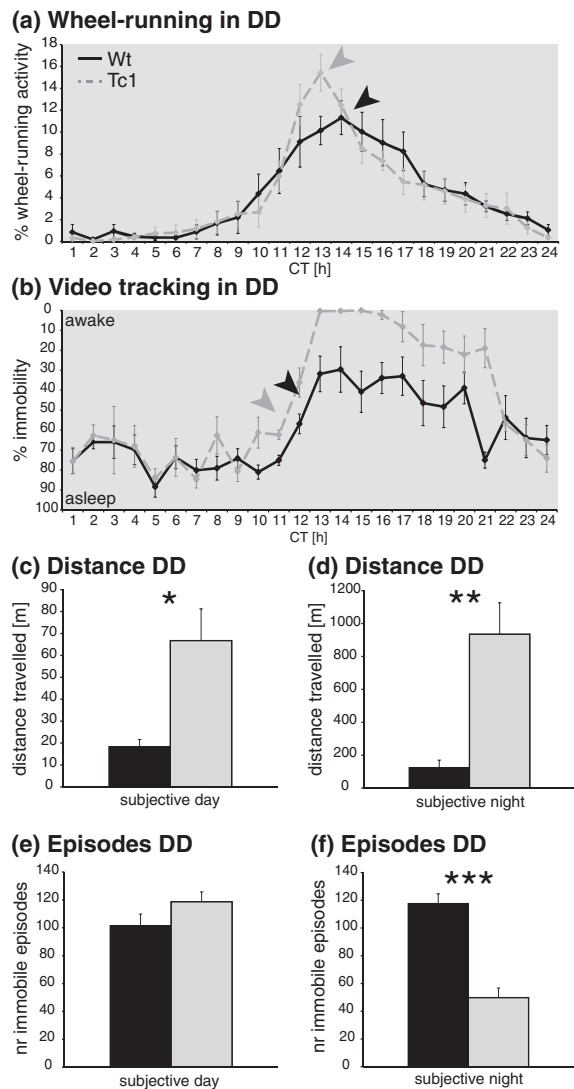 (a) Wheel-running in DD
% wheel-running activity
18
16
14
12
10
8
6
4
2
0
Wt
Tc1
1 2 3 4 5 6 7 8 9 10 11 12 13 14 15 16 17 18 19 20 21 22 23 24
CT [h]
(b) Video tracking in DD
% immobility
0
10
20
30
40
50
60
70
80
90
100
awake
asleep
1 2 3 4 5 6 7 8 9 10 11 12 13 14 15 16 17 18 19 20 21 22 23 24
CT [h]
(c) Distance DD
distance travelled [m]
90
80
70
60
50
40
30
20
10
0
*
subjective day
(d) Distance DD
distance travelled [m]
1200
1000
800
600
400
200
0
**
subjective night
(e) Episodes DD
nr immobile episodes
140
120
100
80
60
40
20
0
subjective day
(f) Episodes DD
nr immobile episodes
140
120
100
80
60
40
20
0
***
subjective night